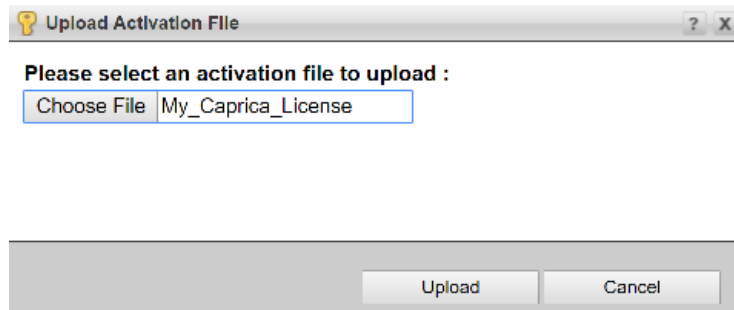 Upload Activation File
? X
Please select an activation file to upload :
Choose File My_Caprica_License
Upload Cancel